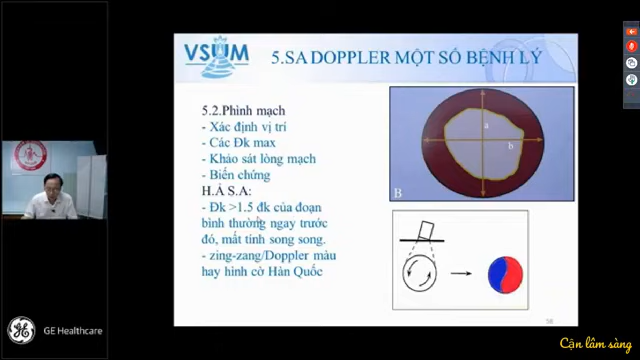 VSUM
5.SA DOPPLER MỘT SỐ BỆNH LÝ
5.2.Phình mạch
- Xác định vị trí
- Các Đk max
- Khảo sát lòng mạch
- Biến chứng
H.À S.A:
- Đk >1.5 đk của đoạn
bình thường ngay trước
đó, mất tính song song.
- zing-zang/Doppler màu
hay hình cờ Hàn Quốc
a
b
B
58
GE Healthcare
Cận lâm sàng